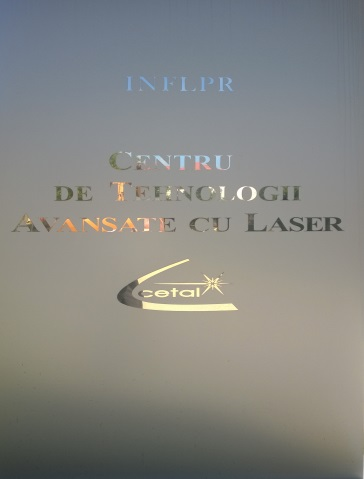 INFLPR
CENTRU
DE TEHNOLOGII
AVANSATE CU LASER
cetal